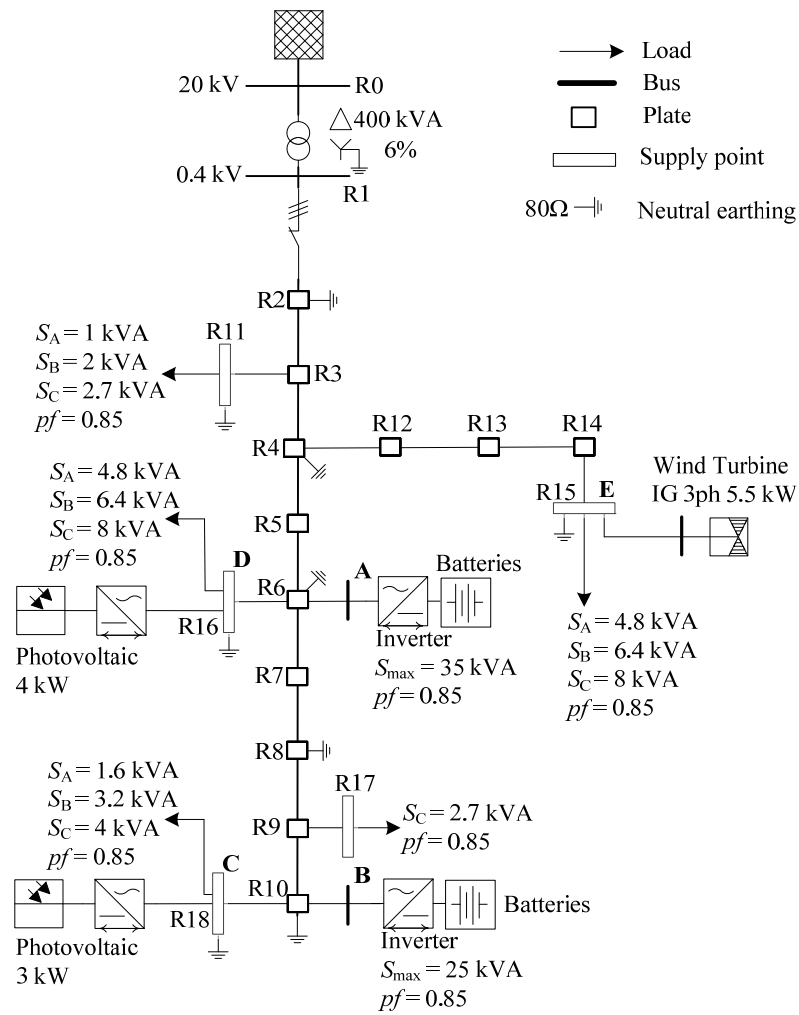 20 kV
R0
400 kVA
6%
0.4 kV
R1
Load
Bus
Plate
Supply point
80Ω
Neutral earthing
R2
SA = 1 kVA
SB = 2 kVA
SC = 2.7 kVA
pf = 0.85
R11
R3
R4
R12
R13
R14
Wind Turbine
IG 3ph 5.5 kW
R15
E
SA = 4.8 kVA
SB = 6.4 kVA
SC = 8 kVA
pf = 0.85
R5
D
R6
A
Batteries
R16
Photovoltaic
4 kW
Inverter
Smax = 35 kVA
pf = 0.85
SA = 4.8 kVA
SB = 6.4 kVA
SC = 8 kVA
pf = 0.85
R7
R8
SA = 1.6 kVA
SB = 3.2 kVA
SC = 4 kVA
pf = 0.85
R17
R9
SC = 2.7 kVA
pf = 0.85
C
R10
B
R18
Batteries
Photovoltaic
3 kW
Inverter
Smax = 25 kVA
pf = 0.85